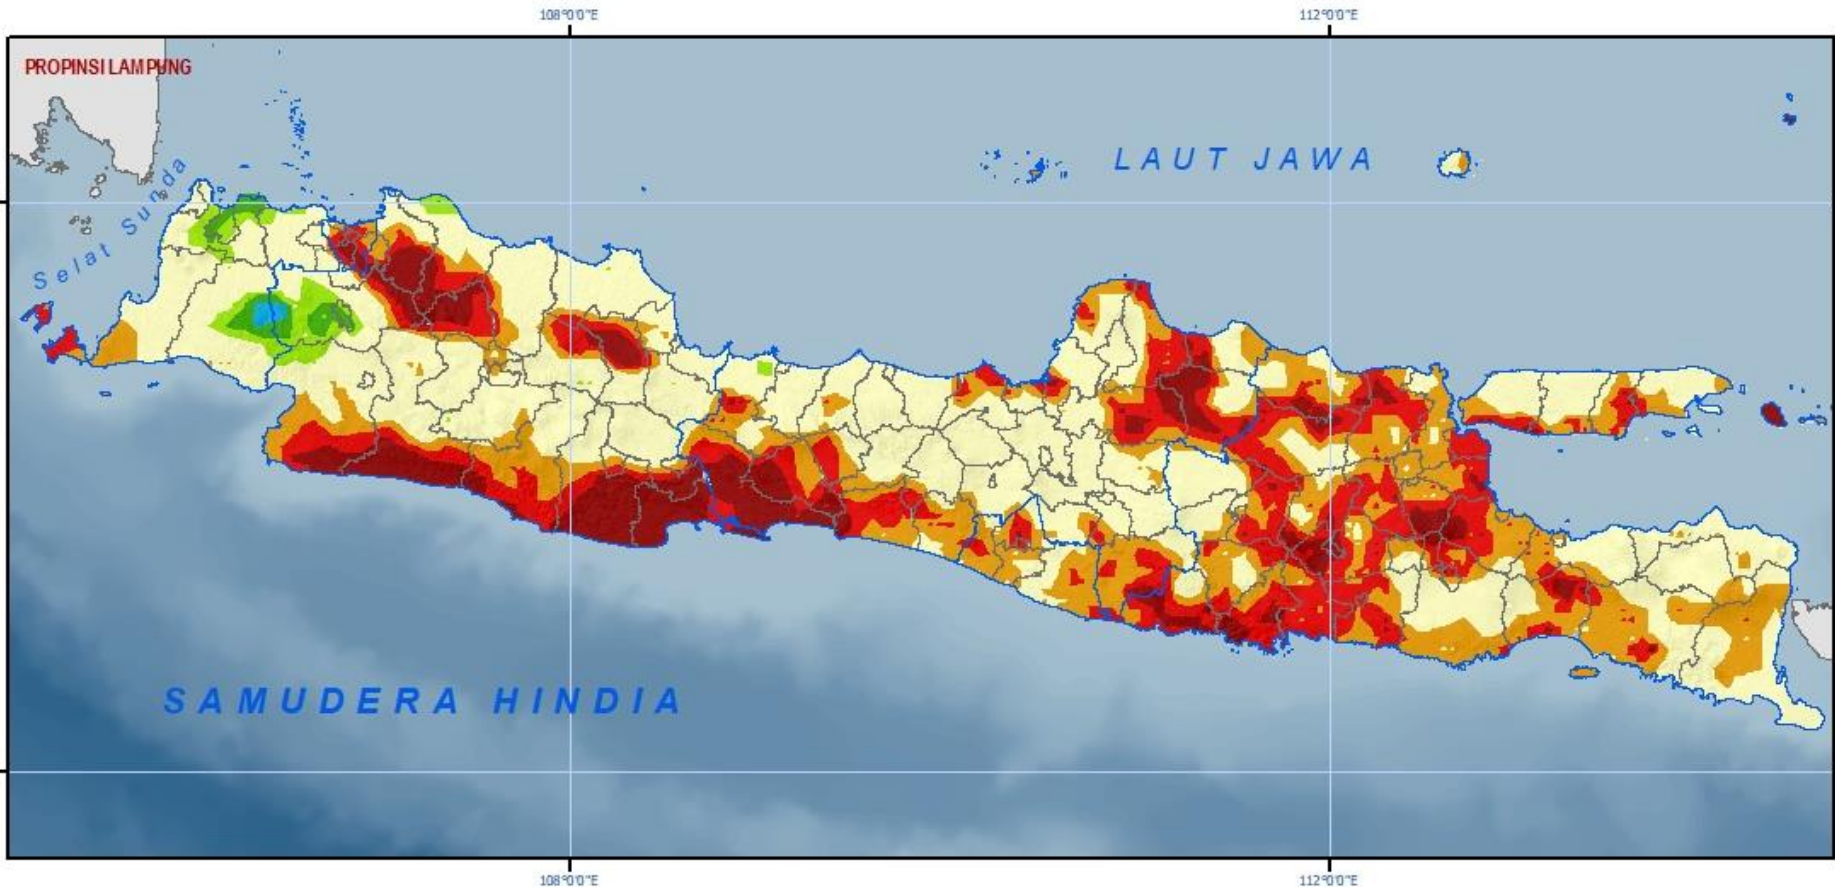 108°0'0"E 112°0'0"E
PROPINSI LAMPUNG
LAUT JAWA
Selat Sunda
SAMUDERA HINDIA
108°0'0"E 112°0'0"E